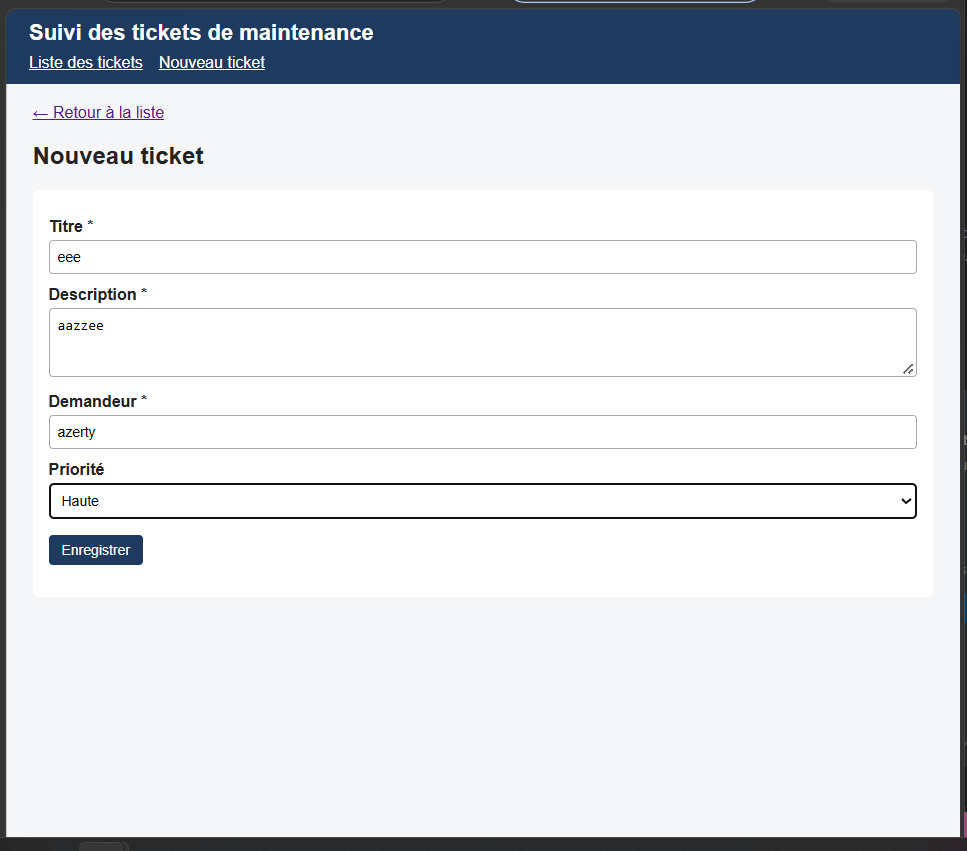 Suivi des tickets de maintenance
Liste des tickets Nouveau ticket
← Retour à la liste
Nouveau ticket
Titre *
eee
Description *
aazzee
Demandeur *
azerty
Priorité
Haute
Enregistrer